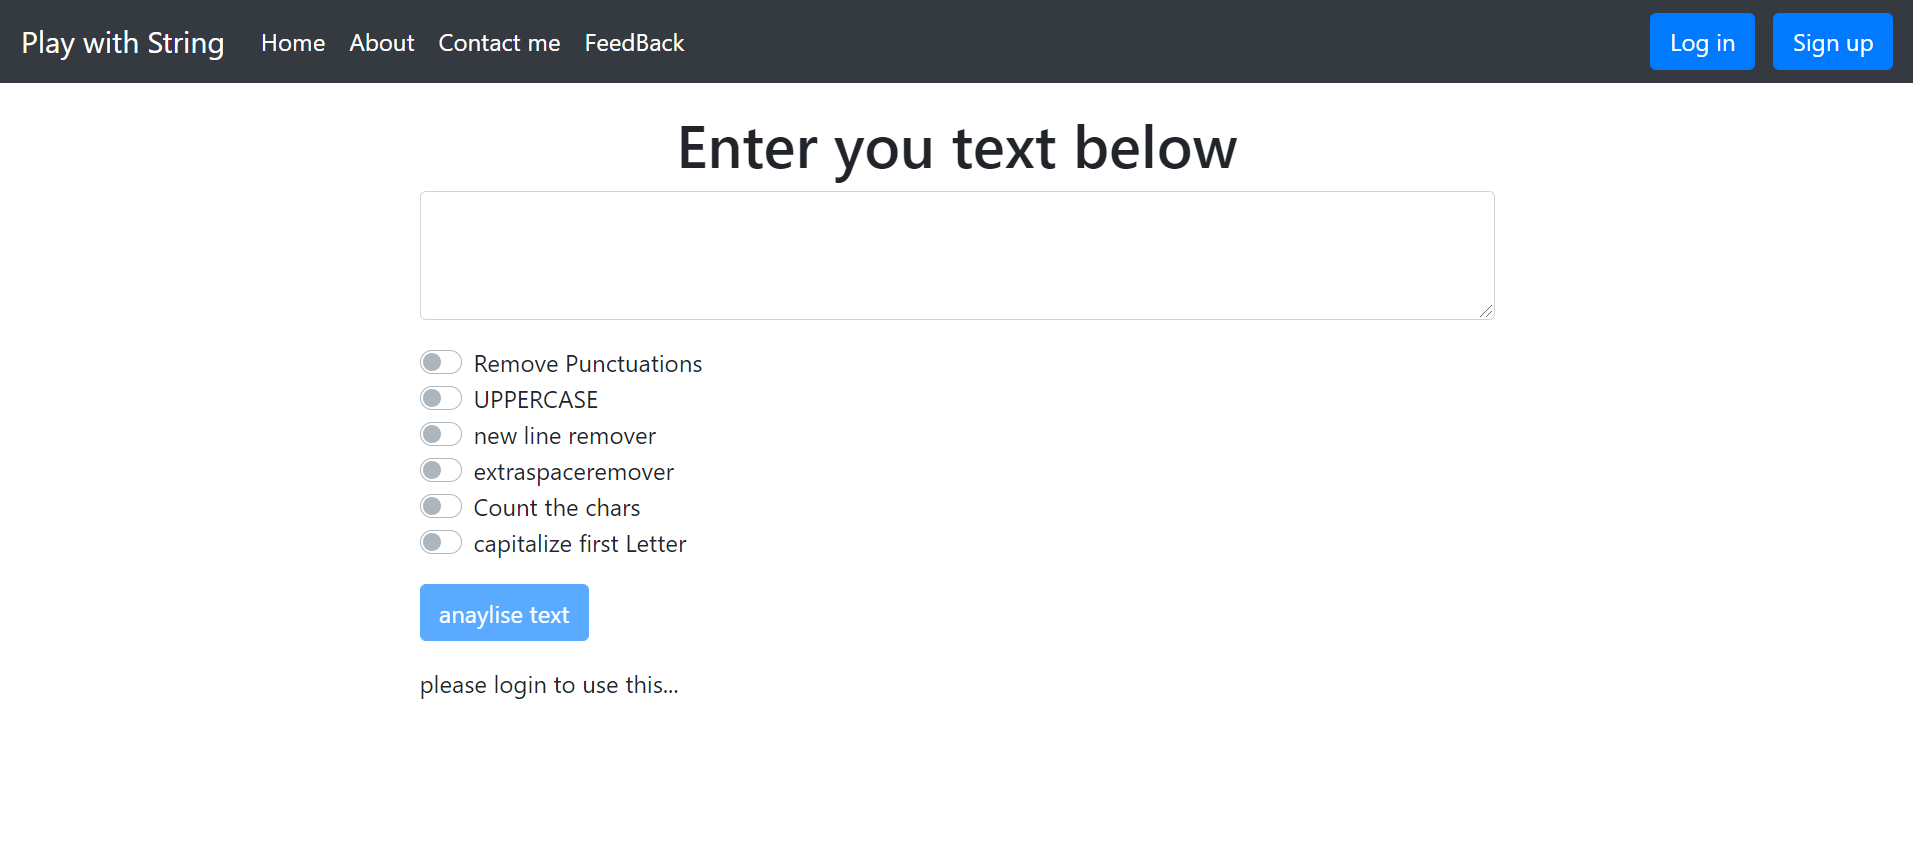 Play with String Home About Contact me FeedBack Log in Sign up
Enter you text below
Remove Punctuations
UPPERCASE
new line remover
extraspaceremover
Count the chars
capitalize first Letter
anaylise text
please login to use this...